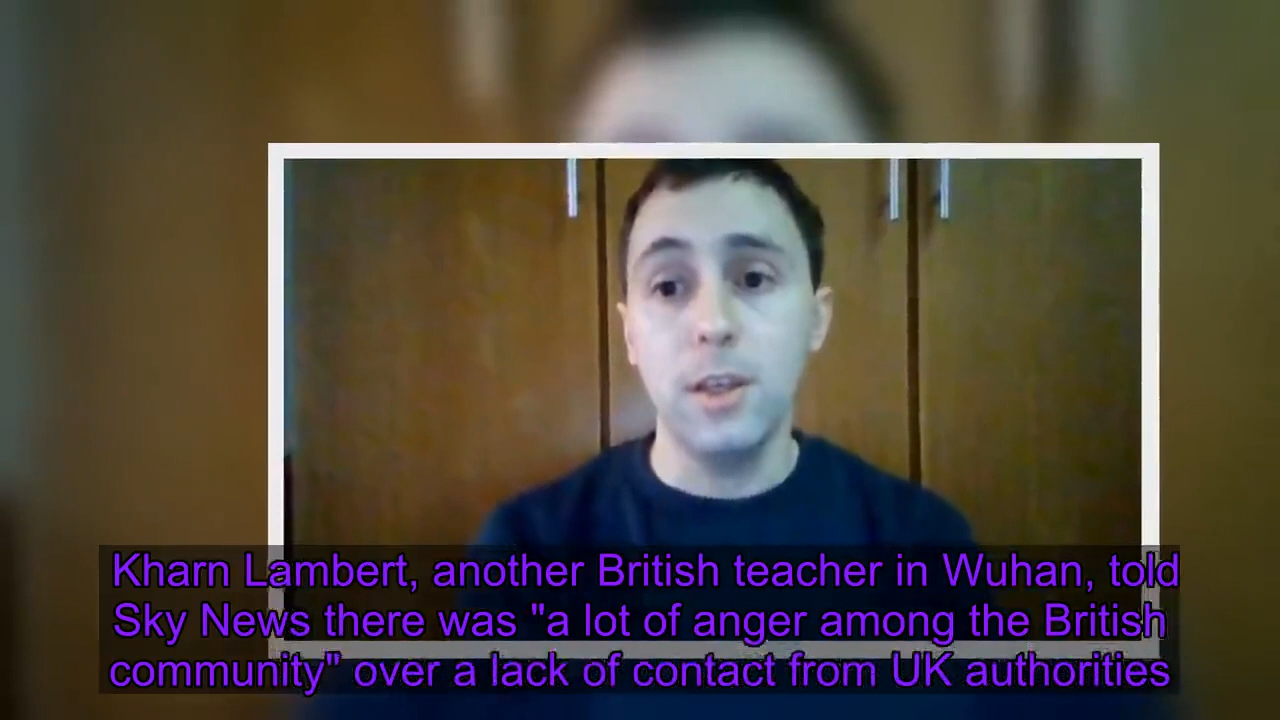 Kharn Lambert, another British teacher in Wuhan, told
Sky News there was "a lot of anger among the British
community" over a lack of contact from UK authorities